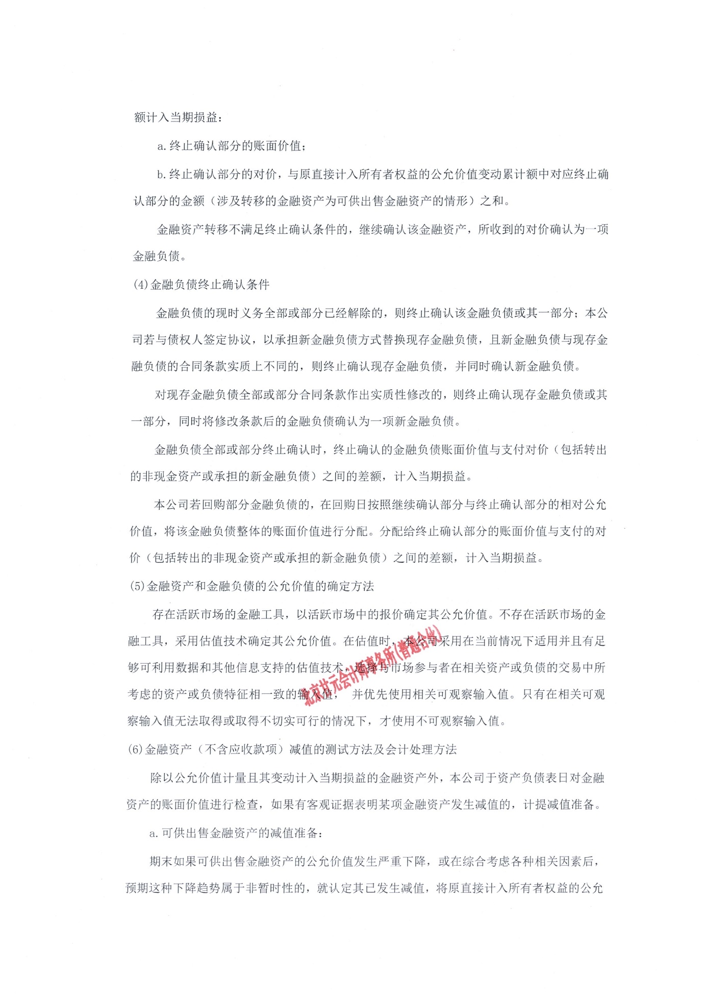 额计入当期损益：
a.终止确认部分的账面价值；
b.终止确认部分的对价，与原直接计入所有者权益的公允价值变动累计额中对应终止确
认部分的金额（涉及转移的金融资产为可供出售金融资产的情形）之和。
金融资产转移不满足终止确认条件的，继续确认该金融资产，所收到的对价确认为一项
金融负债。
(4)金融负债终止确认条件
金融负债的现时义务全部或部分已经解除的，则终止确认该金融负债或其一部分；本公
司若与债权人签定协议，以承担新金融负债方式替换现存金融负债，且新金融负债与现存金
融负债的合同条款实质上不同的，则终止确认现存金融负债，并同时确认新金融负债。
对现存金融负债全部或部分合同条款作出实质性修改的，则终止确认现存金融负债或其
一部分，同时将修改条款后的金融负债确认为一项新金融负债。
金融负债全部或部分终止确认时，终止确认的金融负债账面价值与支付对价（包括转出
的非现金资产或承担的新金融负债）之间的差额，计入当期损益。
本公司若回购部分金融负债的，在回购日按照继续确认部分与终止确认部分的相对公允
价值，将该金融负债整体的账面价值进行分配。分配给终止确认部分的账面价值与支付的对
价（包括转出的非现金资产或承担的新金融负债）之间的差额，计入当期损益。
(5)金融资产和金融负债的公允价值的确定方法
存在活跃市场的金融工具，以活跃市场中的报价确定其公允价值。不存在活跃市场的金
融工具，采用估值技术确定其公允价值。在估值时，本公司采用在当前情况下适用并且有足
够可利用数据和其他信息支持的估值技术，选择与市场参与者在相关资产或负债的交易中所
考虑的资产或负债特征相一致的输入值， 并优先使用相关可观察输入值。只有在相关可观
察输入值无法取得或取得不切实可行的情况下，才使用不可观察输入值。
北京甘元会计师事务所(普通合伙)
(6)金融资产（不含应收款项）减值的测试方法及会计处理方法
除以公允价值计量且其变动计入当期损益的金融资产外，本公司于资产负债表日对金融
资产的账面价值进行检查，如果有客观证据表明某项金融资产发生减值的，计提减值准备。
a.可供出售金融资产的减值准备：
期末如果可供出售金融资产的公允价值发生严重下降，或在综合考虑各种相关因素后，
预期这种下降趋势属于非暂时性的，就认定其已发生减值，将原直接计入所有者权益的公允